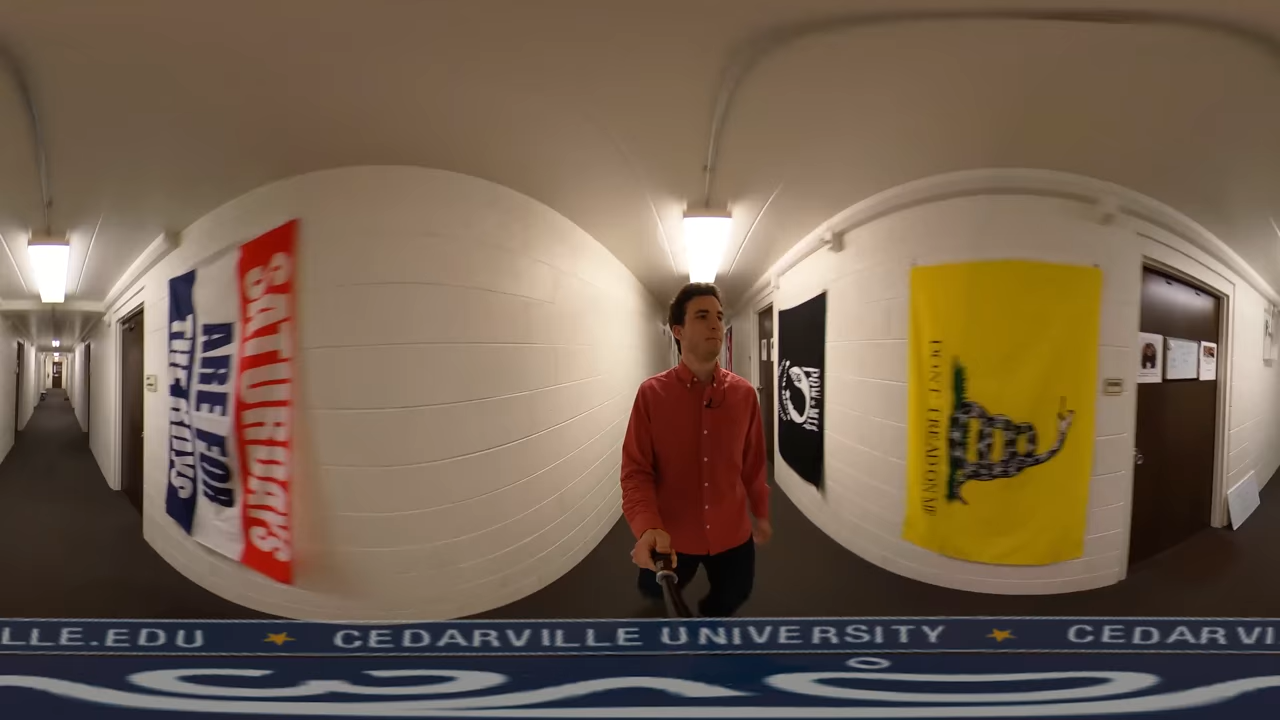 SATURDAYS
ARE FOR
THE BOYS
POW★MIA
DONT TREAD ON ME
LLE.EDU ★ CEDARVILLE UNIVERSITY ★ CEDARVI